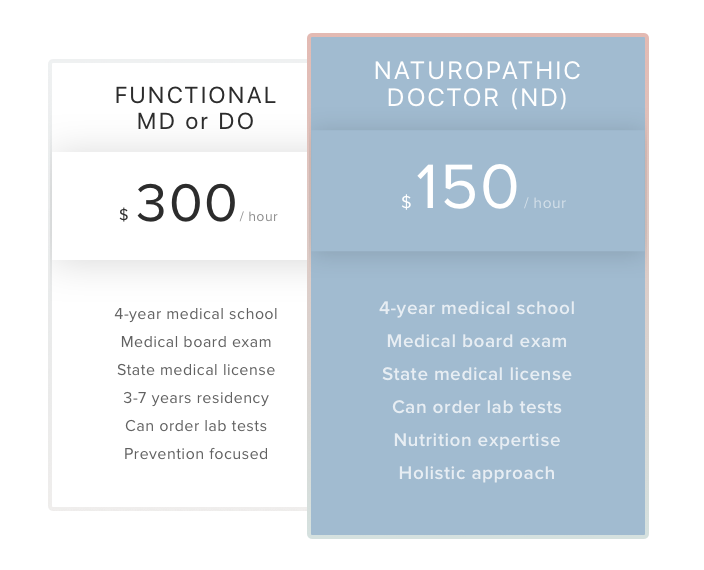 FUNCTIONAL
MD or DO
$ 300 / hour
4-year medical school
Medical board exam
State medical license
3-7 years residency
Can order lab tests
Prevention focused
NATUROPATHIC
DOCTOR (ND)
$ 150 / hour
4-year medical school
Medical board exam
State medical license
Can order lab tests
Nutrition expertise
Holistic approach